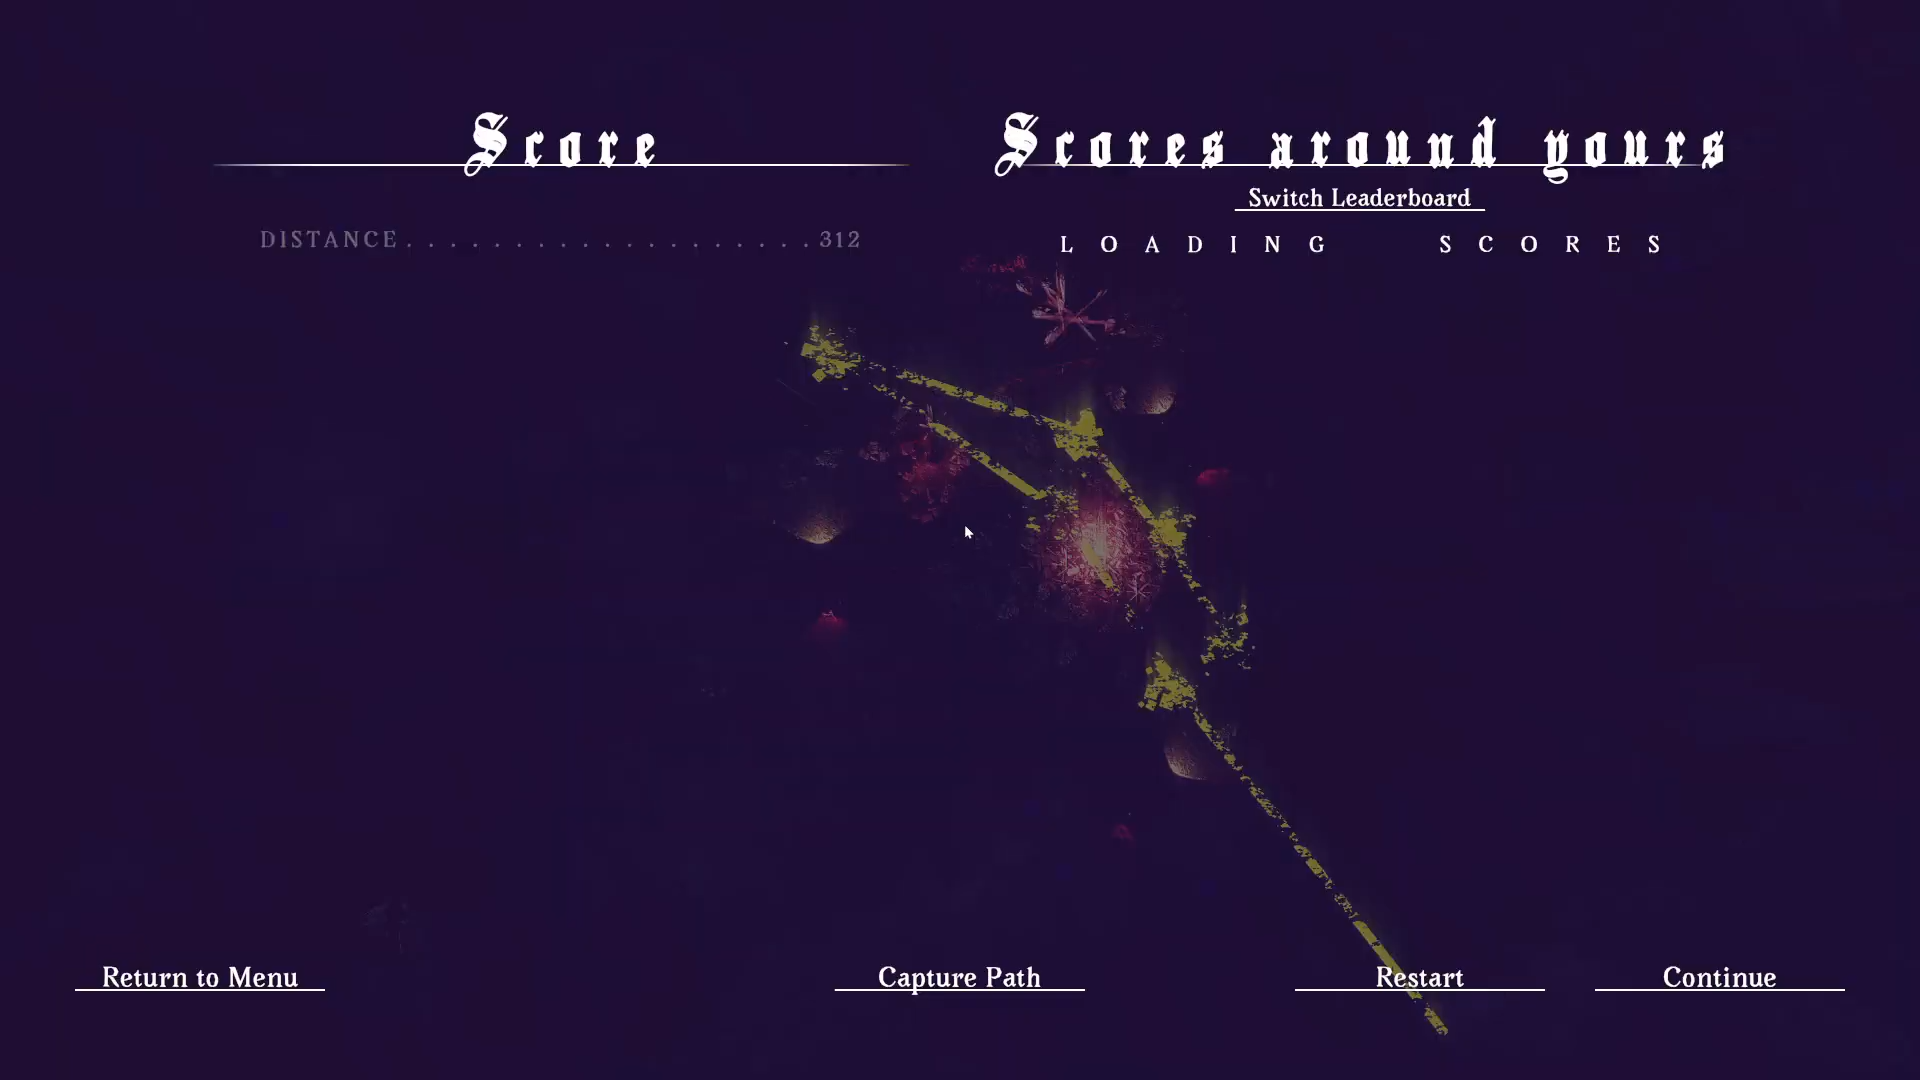 Score
DISTANCE....................312
Scores around yours
Switch Leaderboard
LOADING SCORES
Return to Menu
Capture Path
Restart
Continue